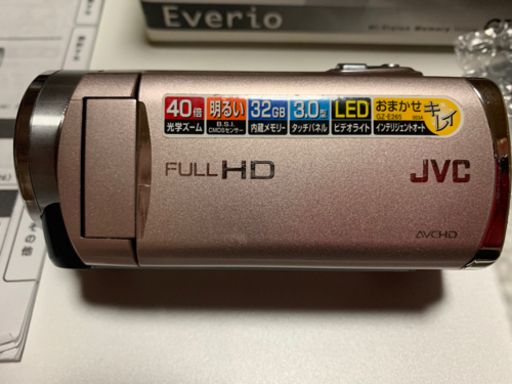 Everio
40倍
光学ズーム
明るい
B.S.I.
CMOSセンサー
32GB
内蔵メモリー
3.0型
タッチパネル
LED
ビデオライト
おまかせ
GZ-E265
インテリジェントオート
キレイ
FULL HD
JVC
AVCHD